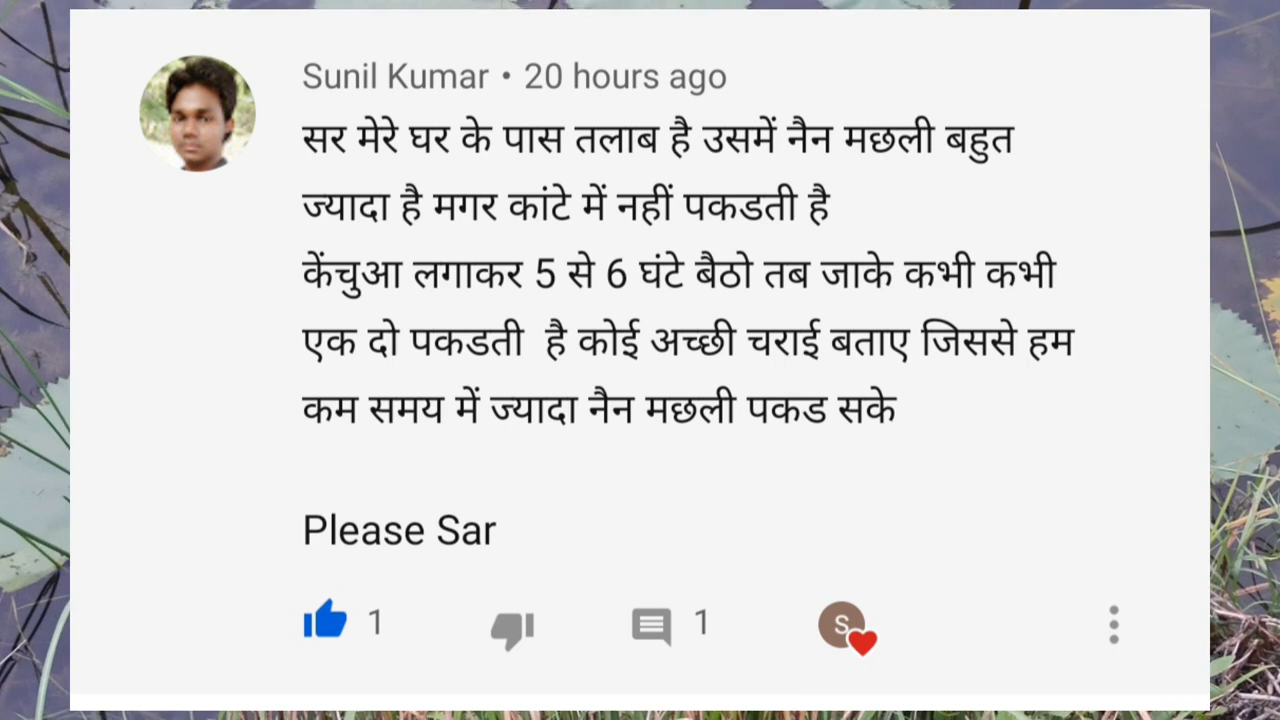 Sunil Kumar • 20 hours ago
सर मेरे घर के पास तलाब है उसमें नैन मछली बहुत
ज्यादा है मगर कांटे में नहीं पकडती है
केंचुआ लगाकर 5 से 6 घंटे बैठो तब जाके कभी कभी
एक दो पकडती है कोई अच्छी चराई बताए जिससे हम
कम समय में ज्यादा नैन मछली पकड सके
Please Sar
1 1 S